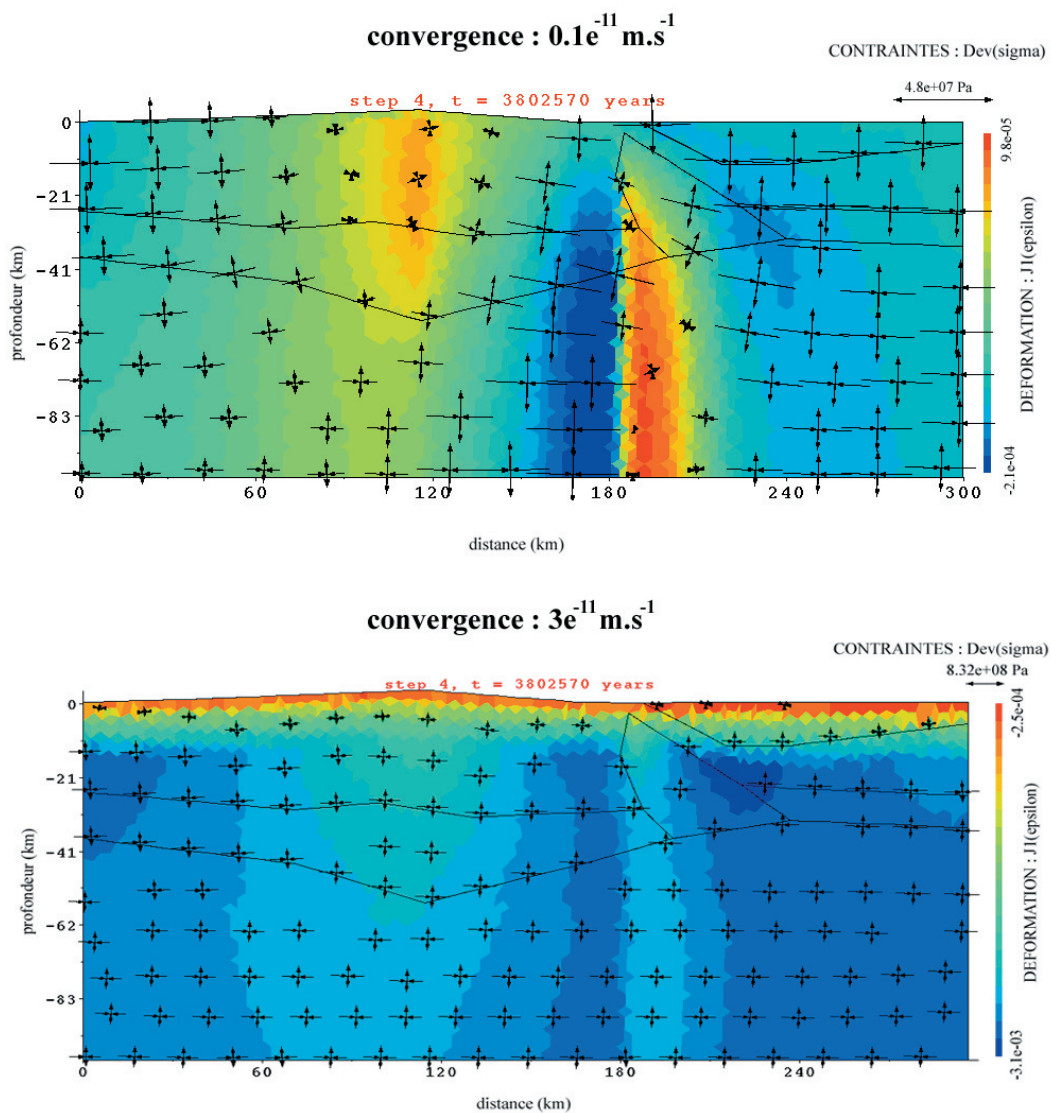 convergence : 0.1e⁻¹¹ m.s⁻¹
CONTRAINTES : Dev(sigma)
4.8e+07 Pa
step 4, t = 3802570 years
0
-21
-41
-62
-83
profondeur (km)
0 60 120 180 240 300
distance (km)
9.8e-05
-2.1e-04
DEFORMATION : J1(epsilon)
convergence : 3e⁻¹¹ m.s⁻¹
CONTRAINTES : Dev(sigma)
8.32e+08 Pa
step 4, t = 3802570 years
0
-21
-41
-62
-83
profondeur (km)
0 60 120 180 240
distance (km)
-2.5e-04
-3.1e-03
DEFORMATION : J1(epsilon)